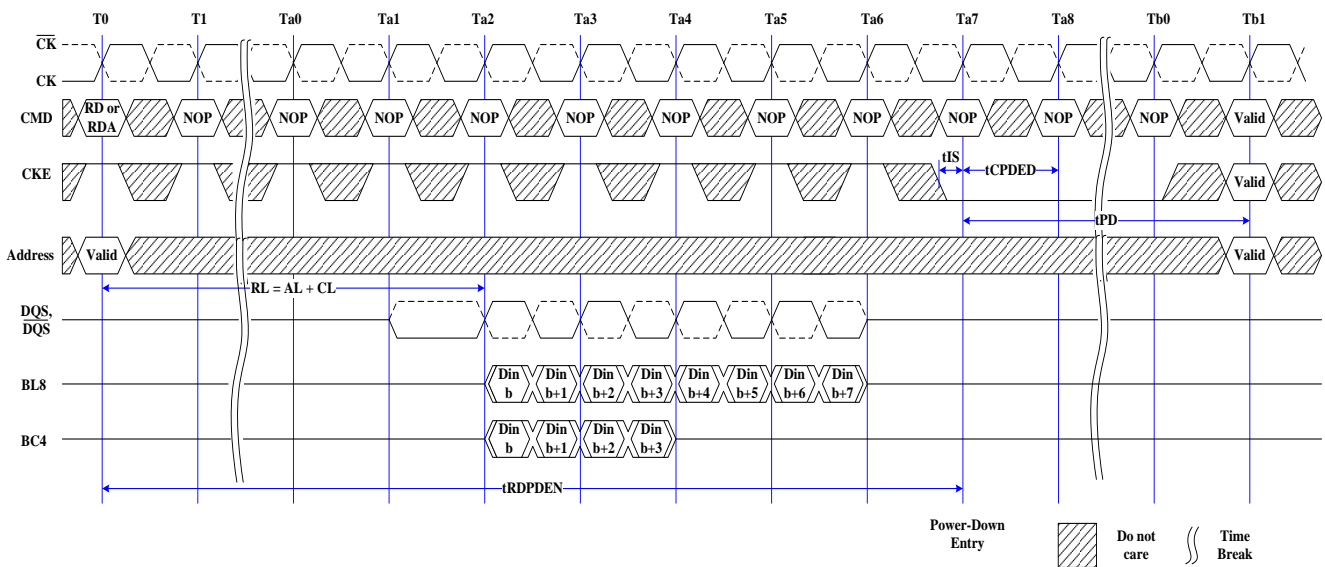 T0 T1 Ta0 Ta1 Ta2 Ta3 Ta4 Ta5 Ta6 Ta7 Ta8 Tb0 Tb1
CK
CK
CMD RD or RDA NOP NOP NOP NOP NOP NOP NOP NOP NOP NOP NOP Valid
tIS
CKE tCPDED Valid
tPD
Address Valid Valid
RL = AL + CL
DQS,
DQS
BL8 Din b Din b+1 Din b+2 Din b+3 Din b+4 Din b+5 Din b+6 Din b+7
BC4 Din b Din b+1 Din b+2 Din b+3
tRDPDEN
Power-Down
Entry
Do not
care
Time
Break